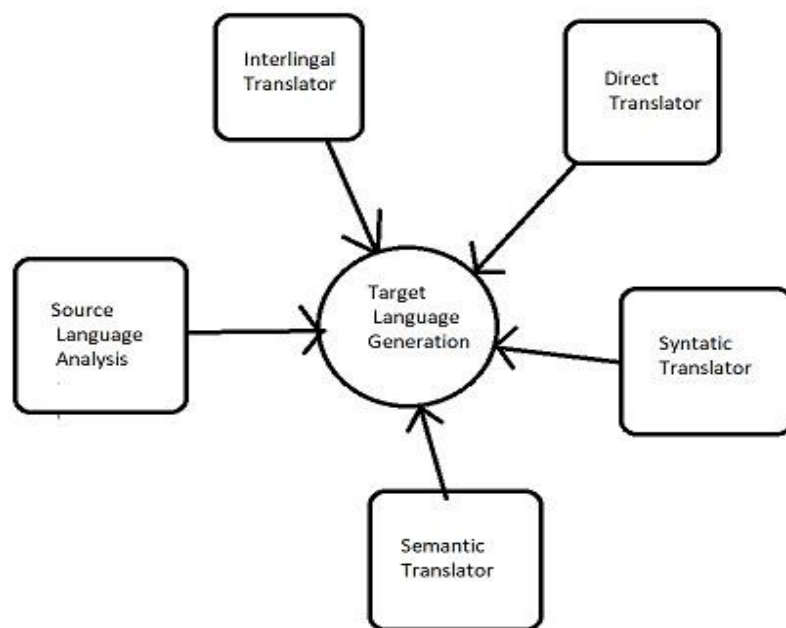 Interlingal
Translator
Direct
Translator
Target
Language
Generation
Source
Language
Analysis
Syntatic
Translator
Semantic
Translator